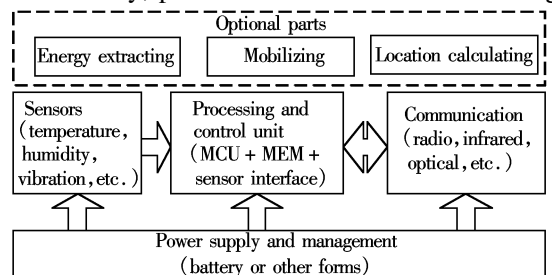 Optional parts
Energy extracting
Mobilizing
Location calculating
Sensors
(temperature,
humidity,
vibration, etc.)
Processing and
control unit
(MCU + MEM +
sensor interface)
Communication
(radio, infrared,
optical, etc.)
Power supply and management
(battery or other forms)